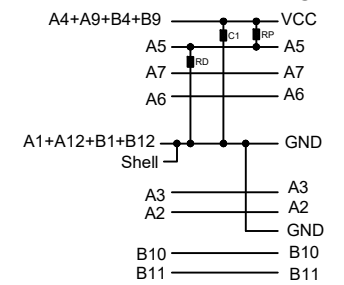 A4+A9+B4+B9 C1 RP VCC
A5 A5
RD
A7 A7
A6 A6
A1+A12+B1+B12 GND
Shell
A3 A3
A2 A2
GND
B10 B10
B11 B11